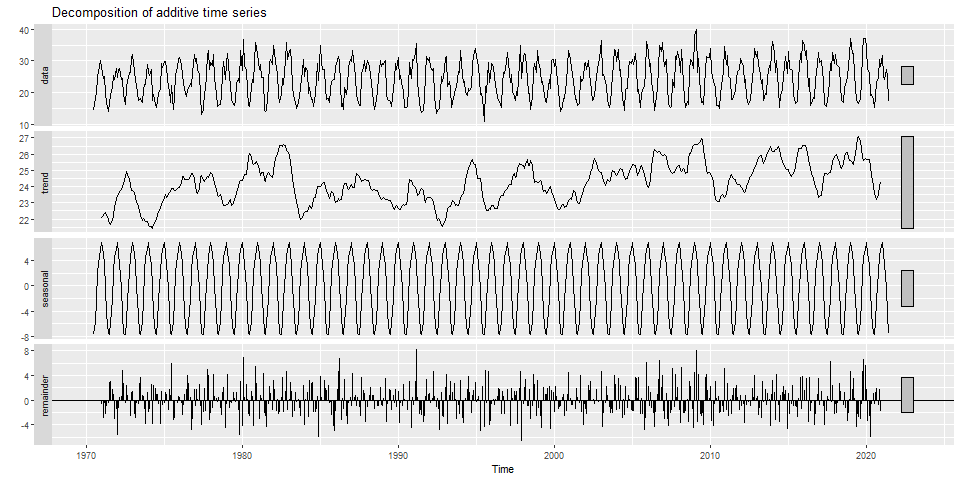 Decomposition of additive time series
data
40
30
20
10
trend
27
26
25
24
23
22
seasonal
4
0
-4
-8
remainder
8
4
0
-4
1970 1980 1990 2000 2010 2020
Time